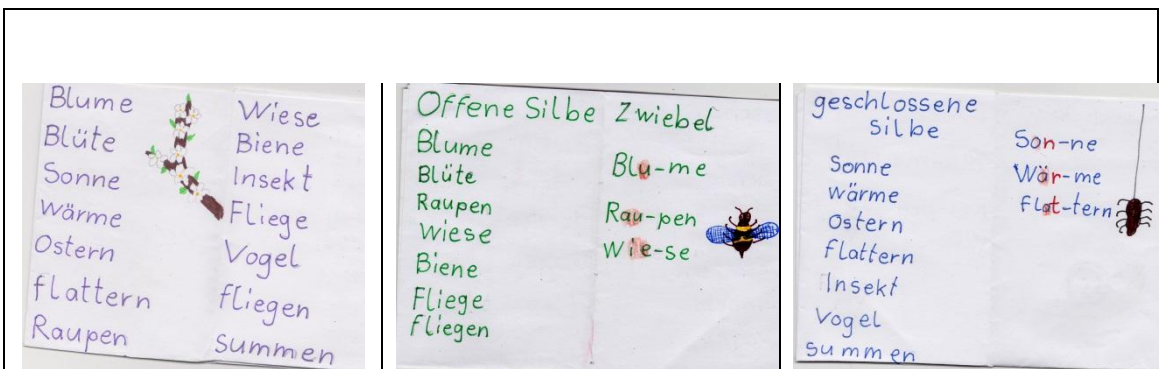 Blume
Blüte
Sonne
Wärme
Ostern
flattern
Raupen
Wiese
Biene
Insekt
Fliege
Vogel
fliegen
summen
Offene Silbe
Blume
Blüte
Raupen
Wiese
Biene
Fliege
fliegen
Zwiebel
Blu-me
Rau-pen
Wie-se
geschlossene
Silbe
Sonne
Wärme
Ostern
flattern
Insekt
Vogel
summen
Son-ne
Wär-me
flat-tern